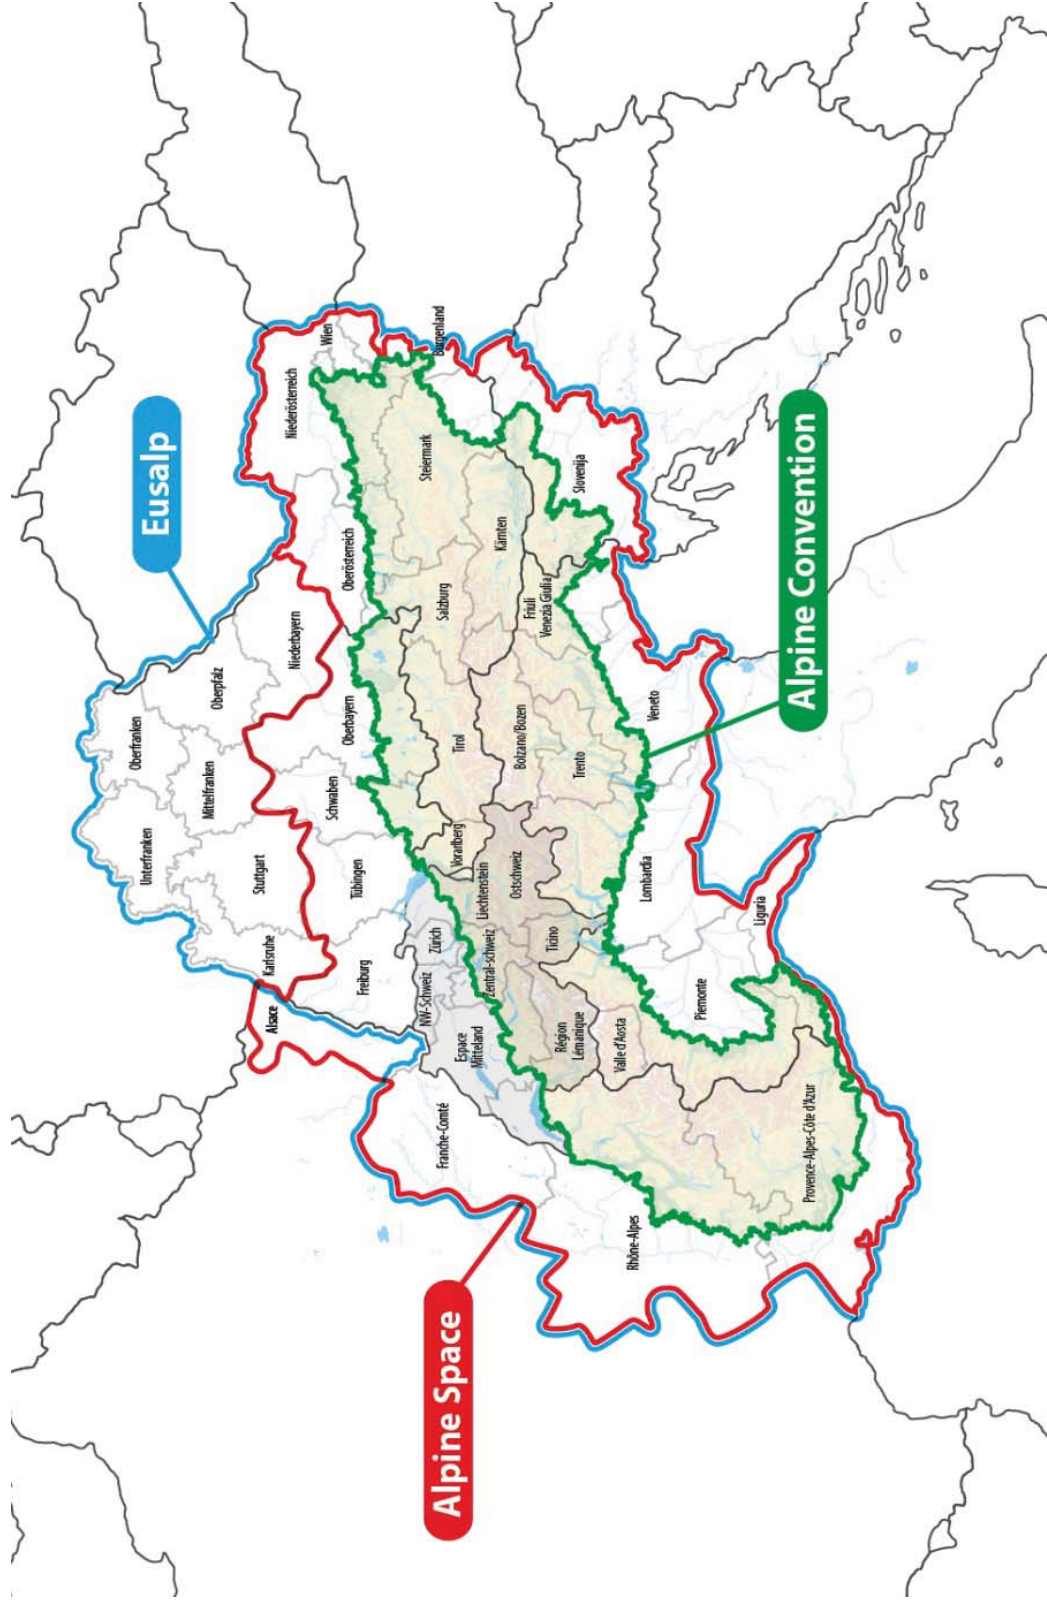 Unterfranken
Oberfranken
Eusalp
Mittelfranken
Oberpfalz
Alsace
Karlsruhe
Stuttgart
Niederbayern
Niederösterreich
Wien
Schwaben
Oberbayern
Oberösterreich
Freiburg
Tübingen
NW-Schweiz
Zürich
Steiermark
Burgenland
Alpine Space
Franche-Comté
Salzburg
Espace
Mitteland
Vorarlberg
Tirol
Zentral-schweiz
Liechtenstein
Kärnten
Ostschweiz
Bolzano/Bozen
Friuli
Venezia Giulia
Région
Lémanique
Ticino
Trento
Slovenija
Valle d'Aosta
Rhône-Alpes
Lombardia
Veneto
Piemonte
Liguria
Provence-Alpes-Côte d'Azur
Alpine Convention